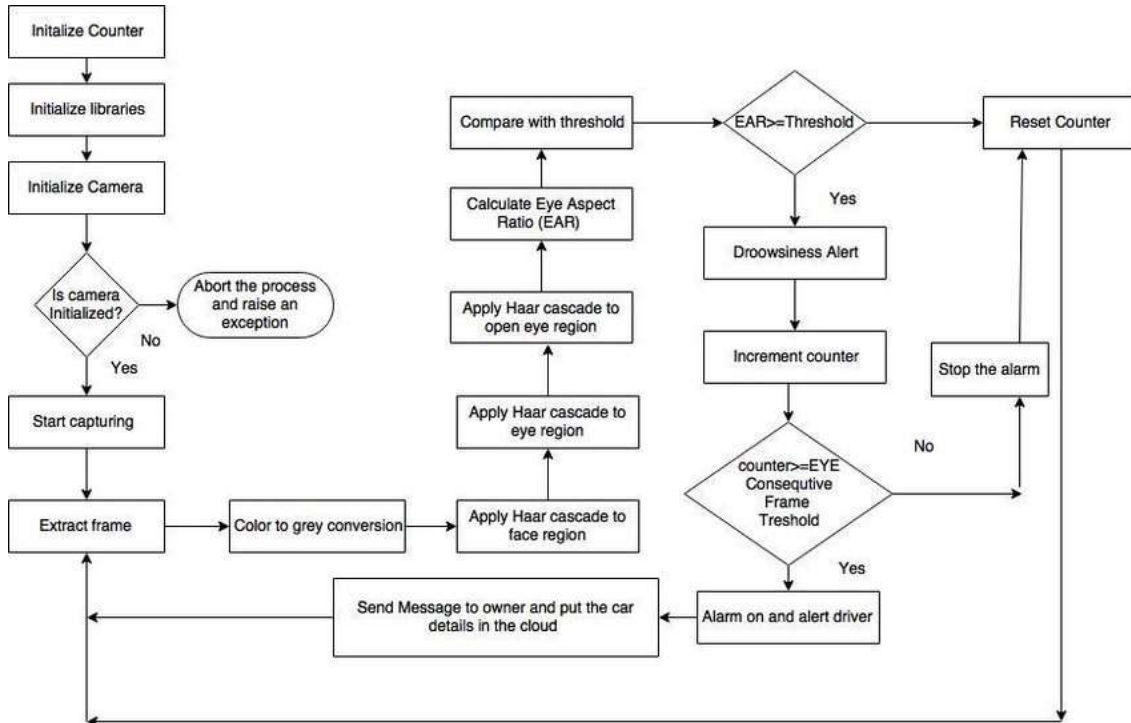 Initalize Counter
Initialize libraries
Initialize Camera
Is camera
Initialized?
Abort the process
and raise an
exception
No
Yes
Start capturing
Extract frame
Color to grey conversion
Apply Haar cascade to
face region
Apply Haar cascade to
eye region
Apply Haar cascade to
open eye region
Calculate Eye Aspect
Ratio (EAR)
Compare with threshold
EAR>=Threshold
Reset Counter
Yes
Droowsiness Alert
Increment counter
Stop the alarm
counter>=EYE
Consequtive
Frame
Treshold
No
Yes
Alarm on and alert driver
Send Message to owner and put the car
details in the cloud